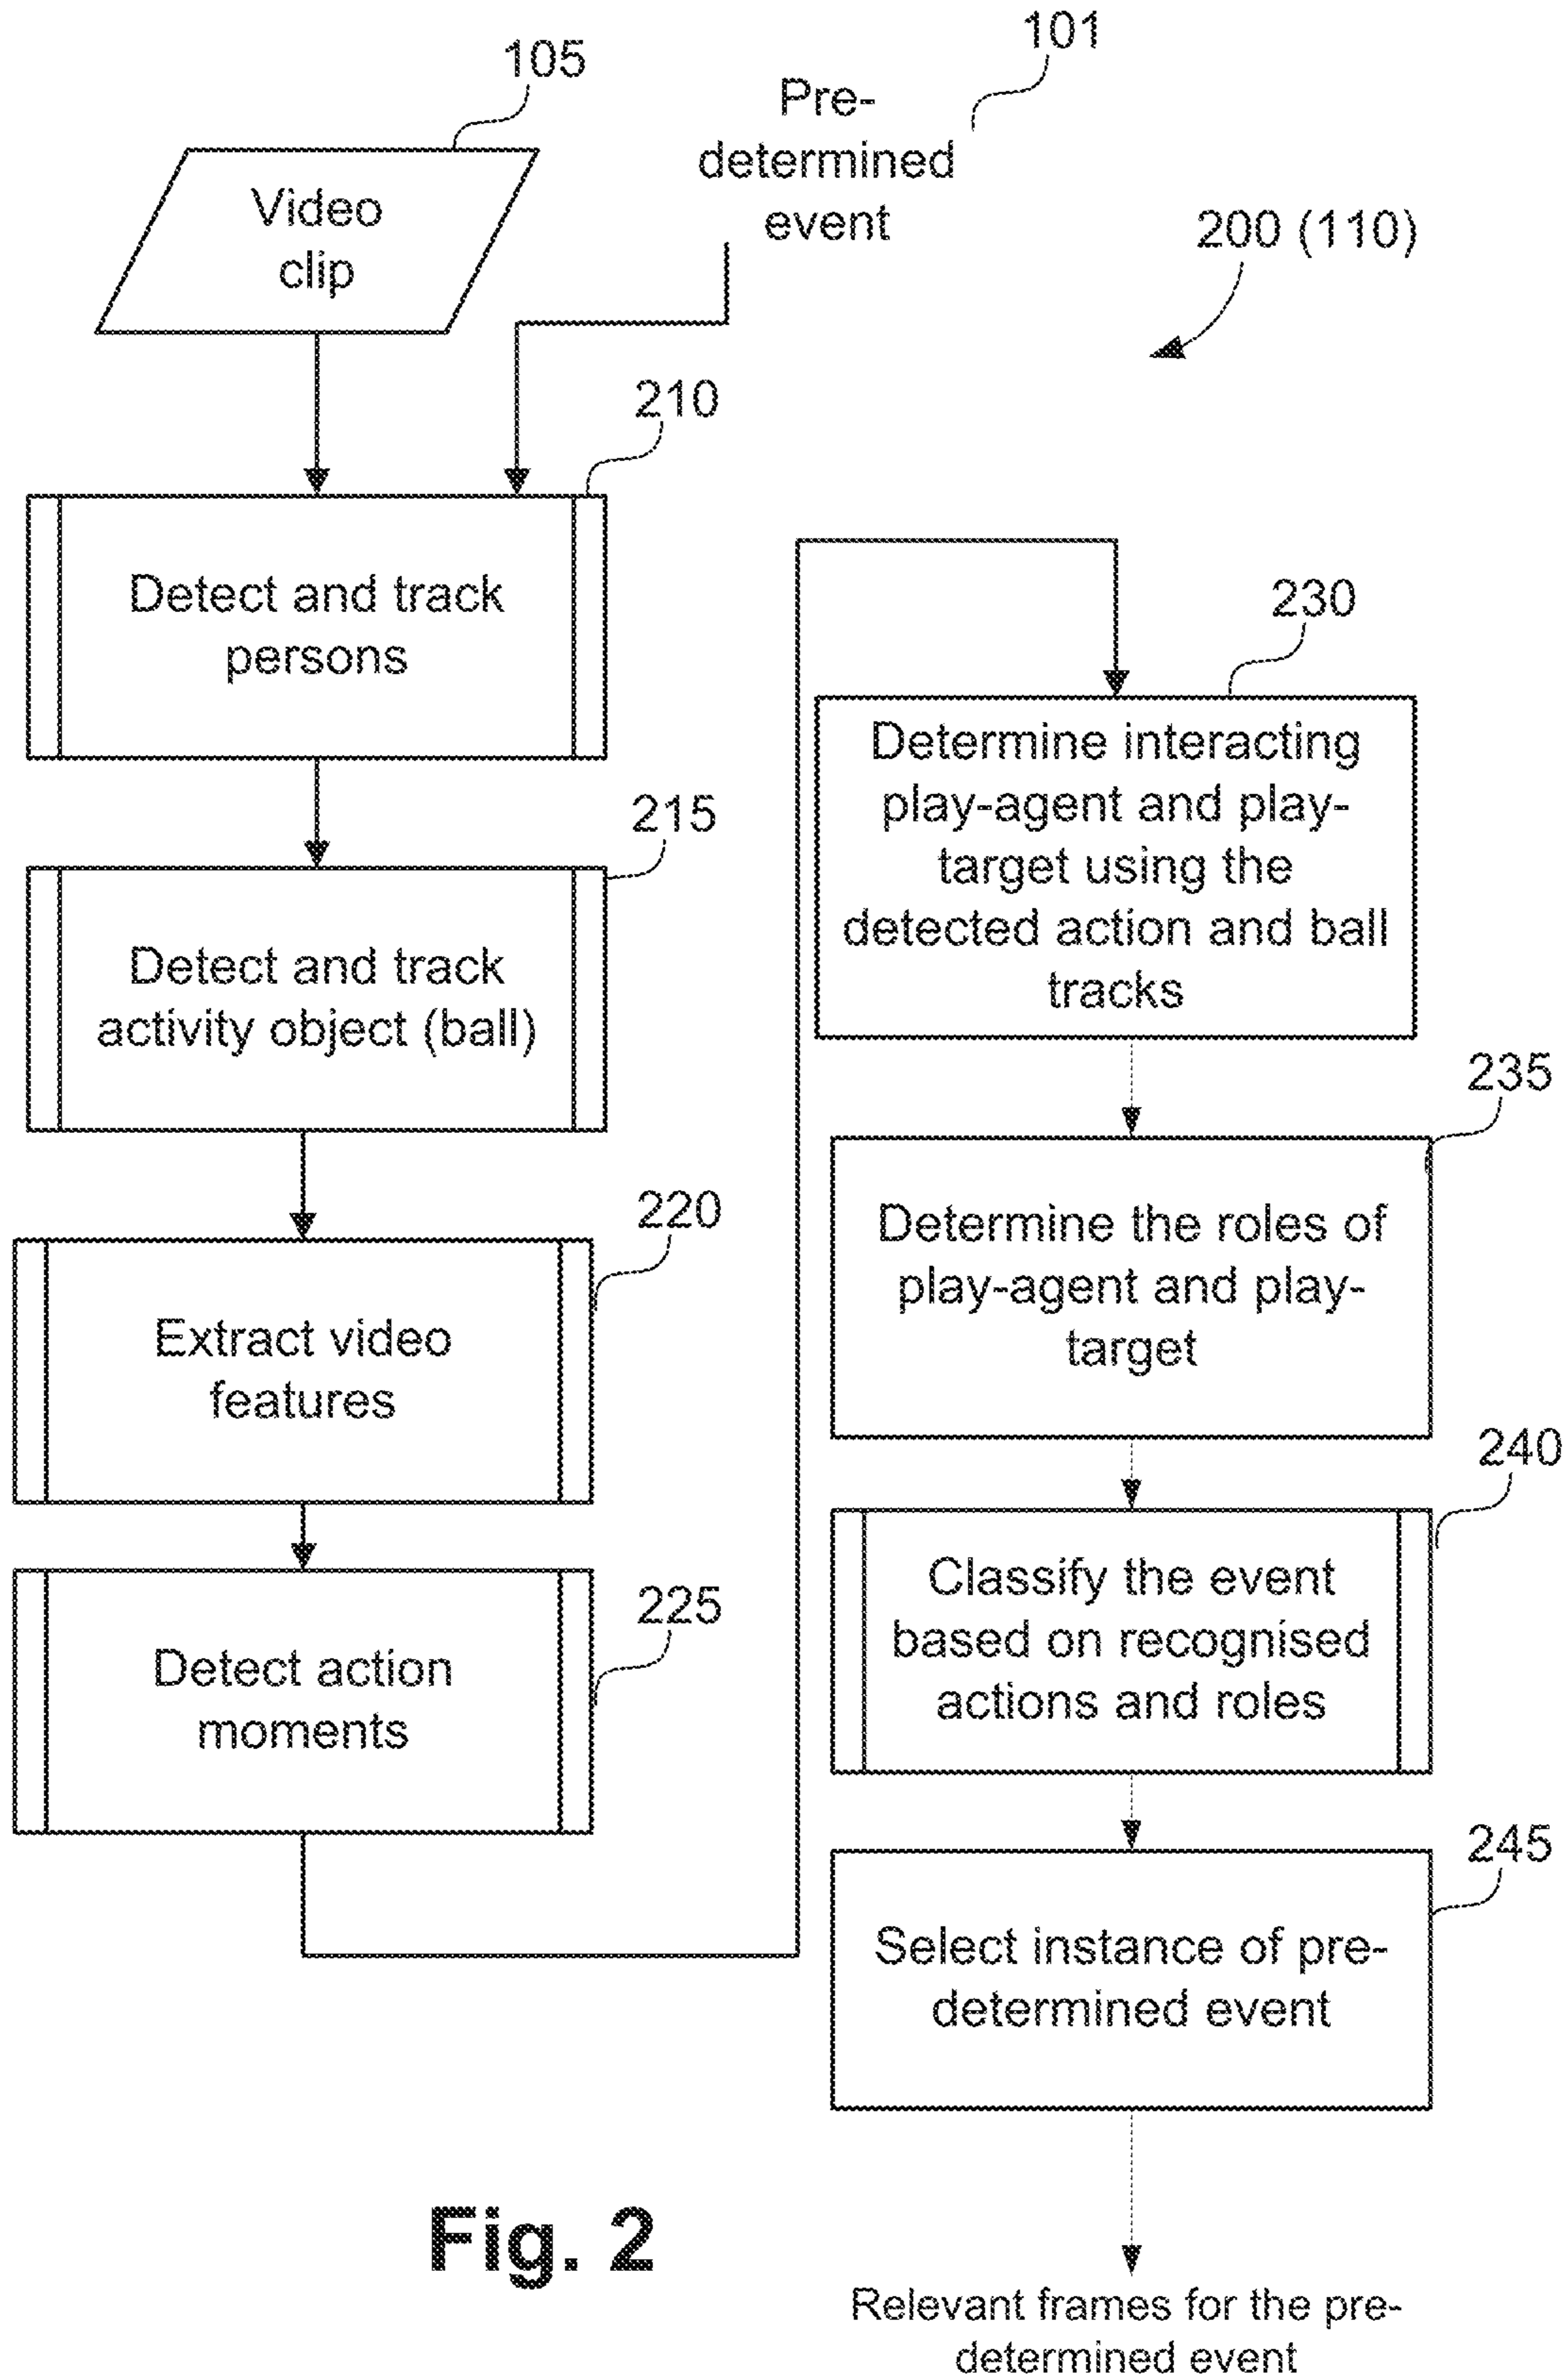 101
105
Pre-
determined
event
Video
clip
200 (110)
210
Detect and track
persons
215
Detect and track
activity object (ball)
220
Extract video
features
225
Detect action
moments
230
Determine interacting
play-agent and play-
target using the
detected action and ball
tracks
235
Determine the roles of
play-agent and play-
target
240
Classify the event
based on recognised
actions and roles
245
Select instance of pre-
determined event
Relevant frames for the pre-
determined event
Fig. 2